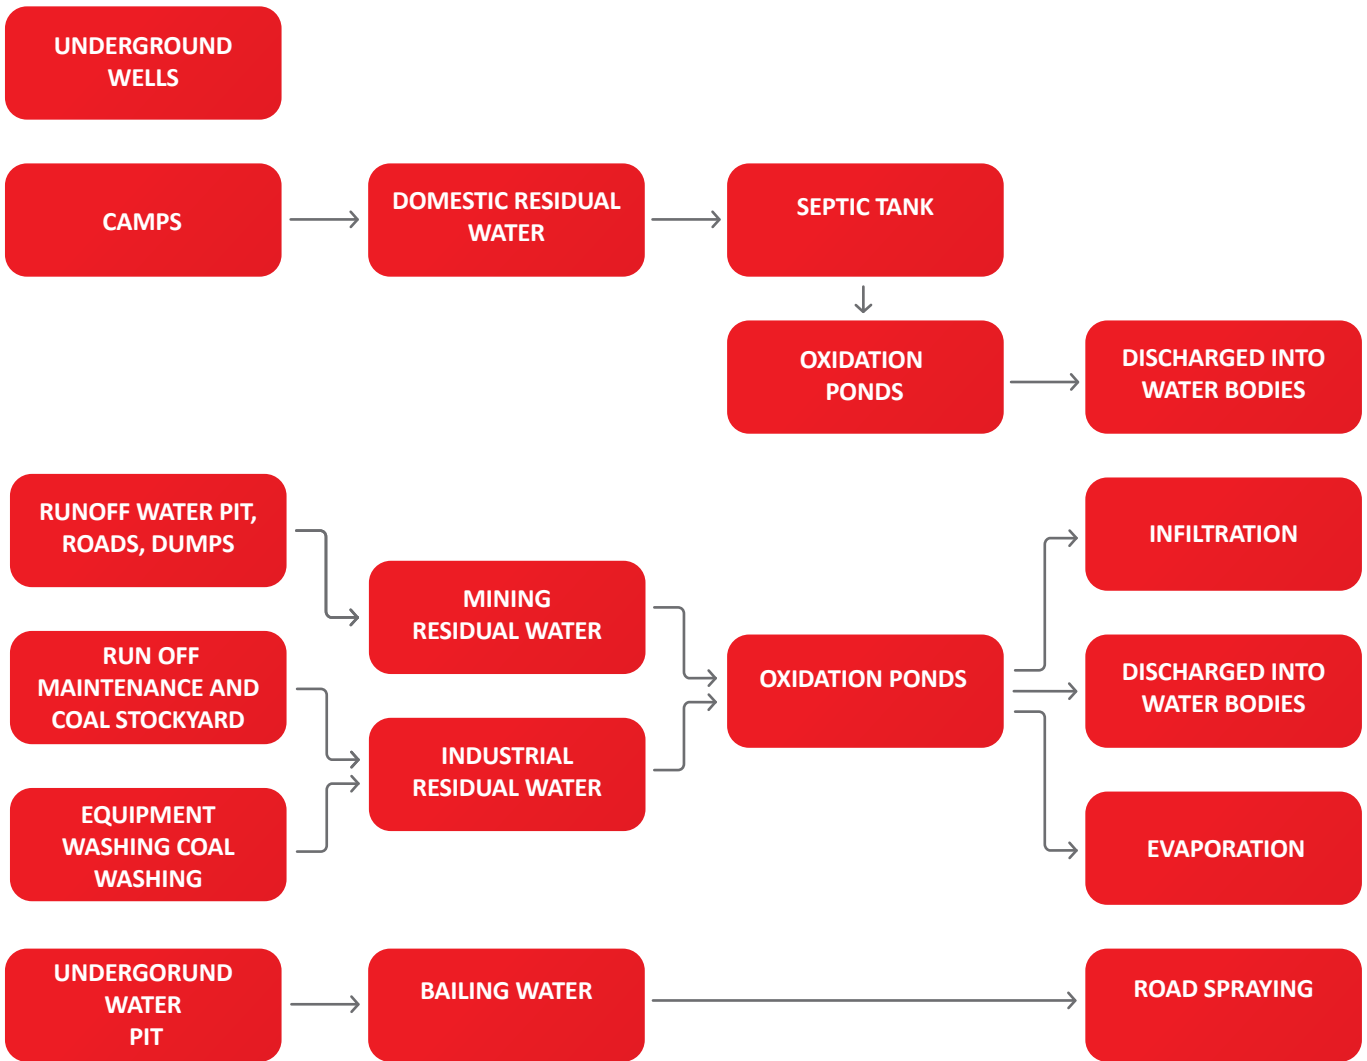 UNDERGROUND
WELLS
CAMPS
DOMESTIC RESIDUAL
WATER
SEPTIC TANK
OXIDATION
PONDS
DISCHARGED INTO
WATER BODIES
RUNOFF WATER PIT,
ROADS, DUMPS
RUN OFF
MAINTENANCE AND
COAL STOCKYARD
EQUIPMENT
WASHING COAL
WASHING
MINING
RESIDUAL WATER
INDUSTRIAL
RESIDUAL WATER
OXIDATION PONDS
INFILTRATION
DISCHARGED INTO
WATER BODIES
EVAPORATION
UNDERGORUND
WATER
PIT
BAILING WATER
ROAD SPRAYING